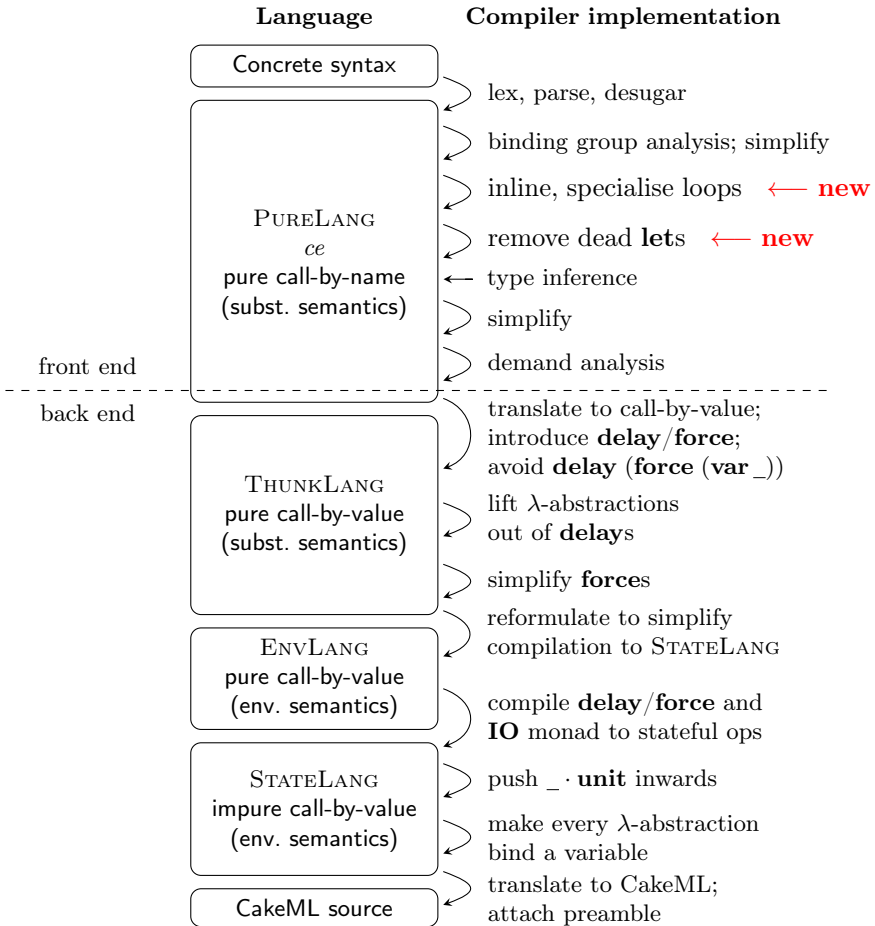 Language Compiler implementation
Concrete syntax
lex, parse, desugar
binding group analysis; simplify
inline, specialise loops ⟵ new
PureLang
remove dead lets ⟵ new
ce
pure call-by-name
type inference
(subst. semantics)
simplify
front end
demand analysis
back end
translate to call-by-value;
introduce delay/force;
avoid delay (force (var _))
ThunkLang
pure call-by-value
(subst. semantics)
lift λ-abstractions
out of delays
simplify forces
reformulate to simplify
compilation to StateLang
EnvLang
pure call-by-value
(env. semantics)
compile delay/force and
IO monad to stateful ops
StateLang
impure call-by-value
(env. semantics)
push _ · unit inwards
make every λ-abstraction
bind a variable
translate to CakeML;
attach preamble
CakeML source